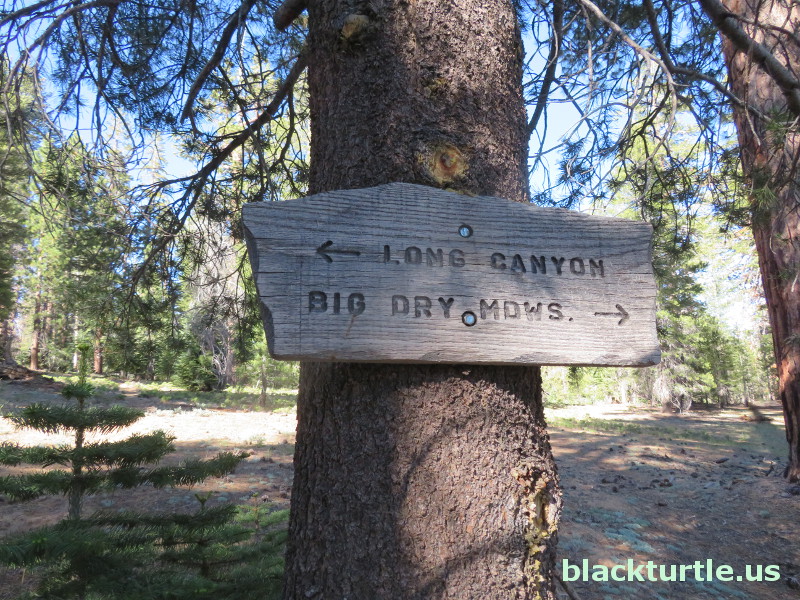 ← LONG CANYON
BIG DRY MDWS. →
blackturtle.us